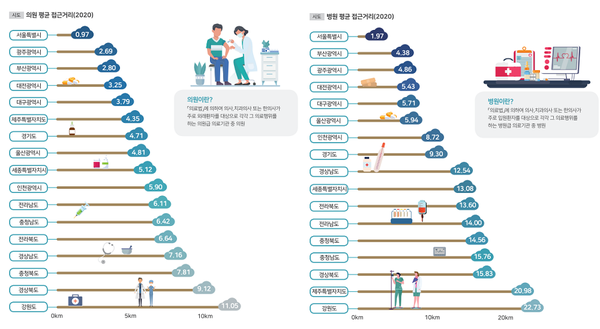 시도 의원 평균 접근거리(2020)
서울특별시 0.97
광주광역시 2.69
부산광역시 2.80
대전광역시 3.25
대구광역시 3.79
제주특별자치도 4.35
경기도 4.71
울산광역시 4.81
세종특별자치시 5.12
인천광역시 5.90
전라남도 6.11
충청남도 6.42
전라북도 6.64
경상남도 7.16
충청북도 7.81
경상북도 9.12
강원도 11.05
0km 5km 10km
의원이란?
「의료법」에 의하여 의사, 치과의사 또는 한의사가
주로 외래환자를 대상으로 각각 그 의료행위를
하는 의원급 의료기관 중 의원
시도 병원 평균 접근거리(2020)
서울특별시 1.97
부산광역시 4.38
광주광역시 4.86
대전광역시 5.43
대구광역시 5.71
울산광역시 5.94
인천광역시 8.72
경기도 9.30
경상남도 12.54
세종특별자치시 13.08
전라북도 13.60
전라남도 14.00
충청북도 14.56
충청남도 15.76
경상북도 15.83
제주특별자치도 20.98
강원도 22.73
0km 10km 20km
병원이란?
「의료법」에 의하여 의사, 치과의사 또는 한의사가
주로 입원환자를 대상으로 각각 그 의료행위를
하는 병원급 의료기관 중 병원